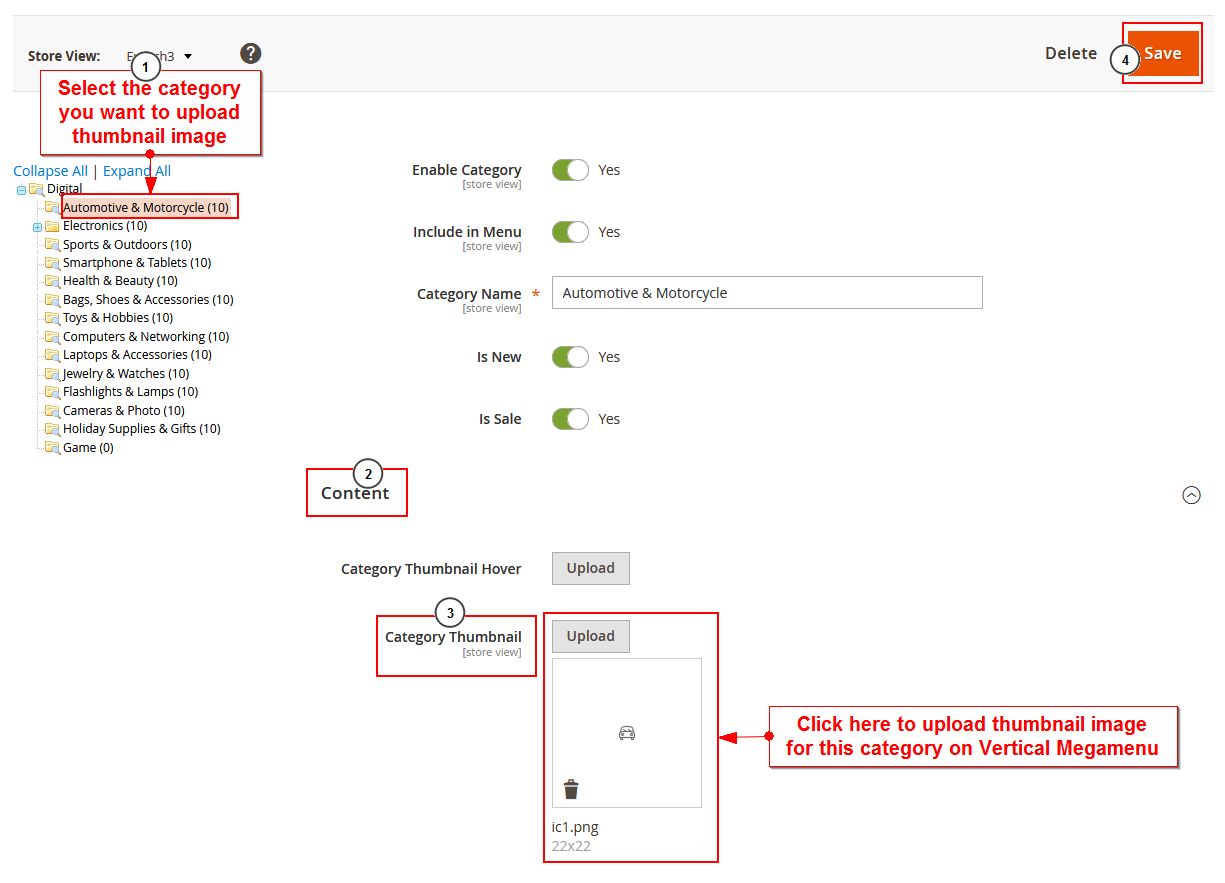 Store View:
1
?
Delete
4
Save
Select the category
you want to upload
thumbnail image
Collapse All | Expand All
Digital
Automotive & Motorcycle (10)
Electronics (10)
Sports & Outdoors (10)
Smartphone & Tablets (10)
Health & Beauty (10)
Bags, Shoes & Accessories (10)
Toys & Hobbies (10)
Computers & Networking (10)
Laptops & Accessories (10)
Jewelry & Watches (10)
Flashlights & Lamps (10)
Cameras & Photo (10)
Holiday Supplies & Gifts (10)
Game (0)
Enable Category
[store view]
Yes
Include in Menu
[store view]
Yes
Category Name *
[store view]
Automotive & Motorcycle
Is New
Yes
Is Sale
Yes
2
Content
Category Thumbnail Hover
Upload
3
Category Thumbnail
[store view]
Upload
ic1.png
22x22
Click here to upload thumbnail image
for this category on Vertical Megamenu